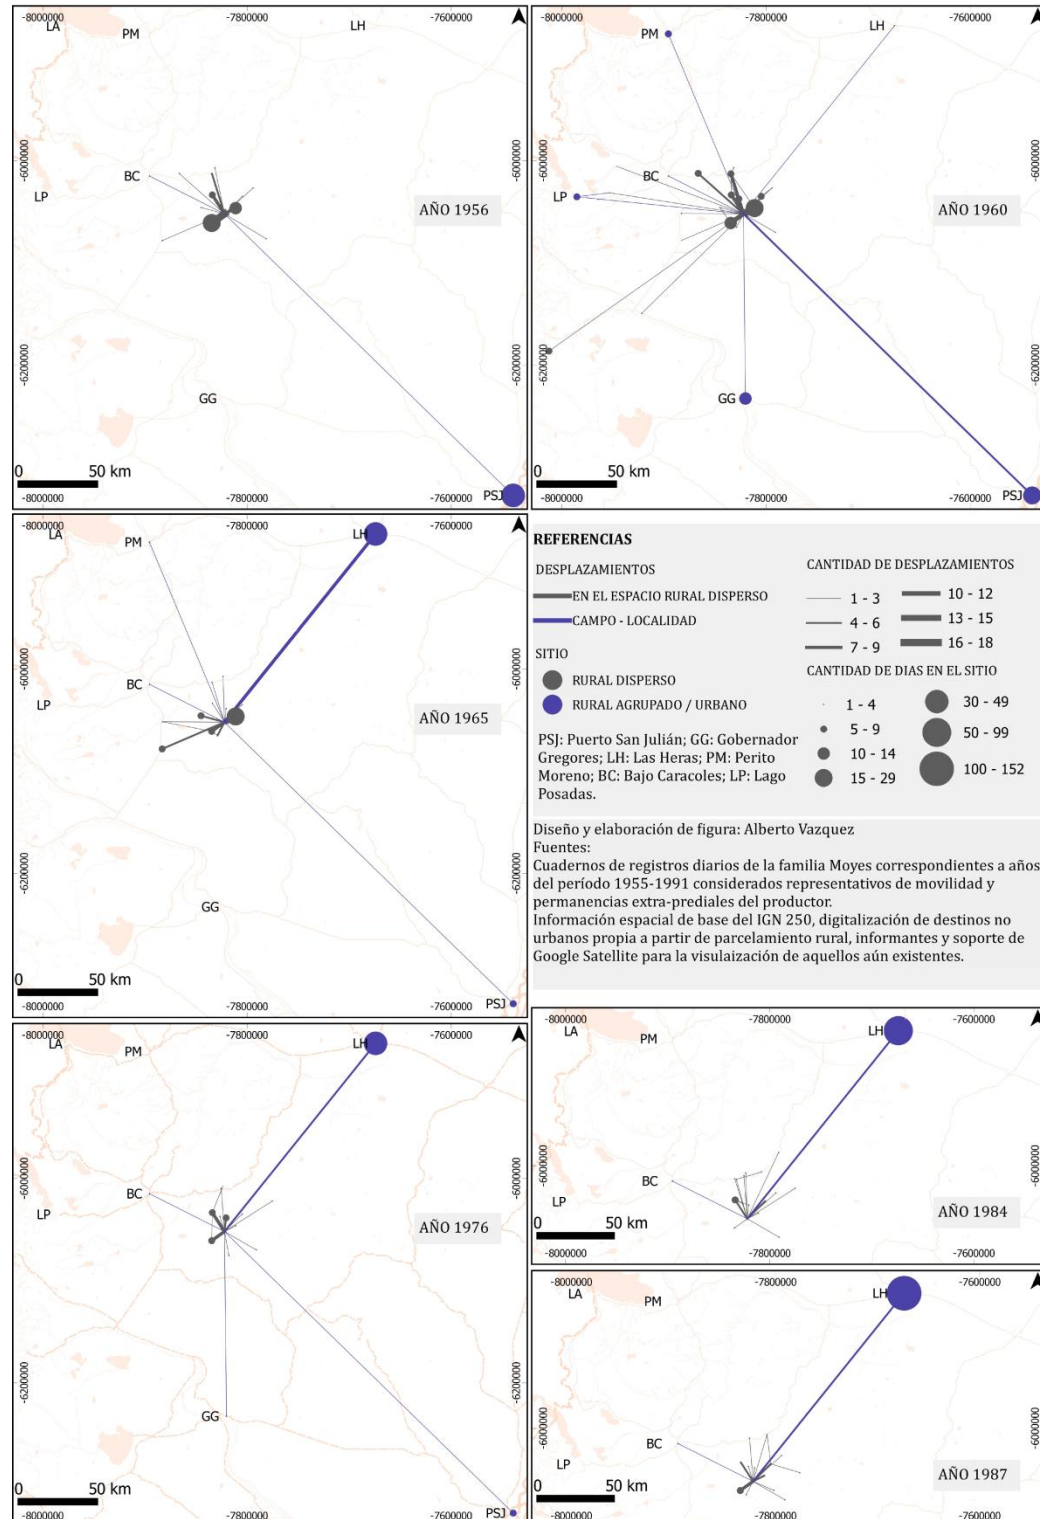 -8000000
-7800000
-7600000
LA
PM
LH
-6000000
-6000000
BC
LP
AÑO 1956
-6200000
-6200000
GG
0 50 km
PSJ
-8000000
-7800000
-7600000
-8000000
-7800000
-7600000
PM
LH
-6000000
-6000000
BC
LP
AÑO 1960
-6200000
-6200000
GG
0 50 km
PSJ
-8000000
-7800000
-7600000
-8000000
-7800000
-7600000
LA
PM
LH
-6000000
-6000000
BC
LP
AÑO 1965
-6200000
-6200000
GG
0 50 km
PSJ
-8000000
-7800000
-7600000
REFERENCIAS
DESPLAZAMIENTOS
EN EL ESPACIO RURAL DISPERSO
CAMPO - LOCALIDAD
SITIO
RURAL DISPERSO
RURAL AGRUPADO / URBANO
PSJ: Puerto San Julián; GG: Gobernador
Gregores; LH: Las Heras; PM: Perito
Moreno; BC: Bajo Caracoles; LP: Lago
Posadas.
CANTIDAD DE DESPLAZAMIENTOS
1 - 3
4 - 6
7 - 9
10 - 12
13 - 15
16 - 18
CANTIDAD DE DIAS EN EL SITIO
1 - 4
5 - 9
10 - 14
15 - 29
30 - 49
50 - 99
100 - 152
Diseño y elaboración de figura: Alberto Vazquez
Fuentes:
Cuadernos de registros diarios de la familia Moyes correspondientes a años
del período 1955-1991 considerados representativos de movilidad y
permanencias extra-prediales del productor.
Información espacial de base del IGN 250, digitalización de destinos no
urbanos propia a partir de parcelamiento rural, informantes y soporte de
Google Satellite para la visulaización de aquellos aún existentes.
-8000000
-7800000
-7600000
LA
PM
LH
-6000000
-6000000
BC
LP
AÑO 1976
-6200000
-6200000
GG
0 50 km
PSJ
-8000000
-7800000
-7600000
-8000000
-7800000
-7600000
LA
PM
LH
-6000000
-6000000
BC
LP
AÑO 1984
0 50 km
-8000000
-7800000
-7600000
-8000000
-7800000
-7600000
LA
PM
LH
-6000000
-6000000
BC
LP
AÑO 1987
0 50 km
-8000000
-7800000
-7600000